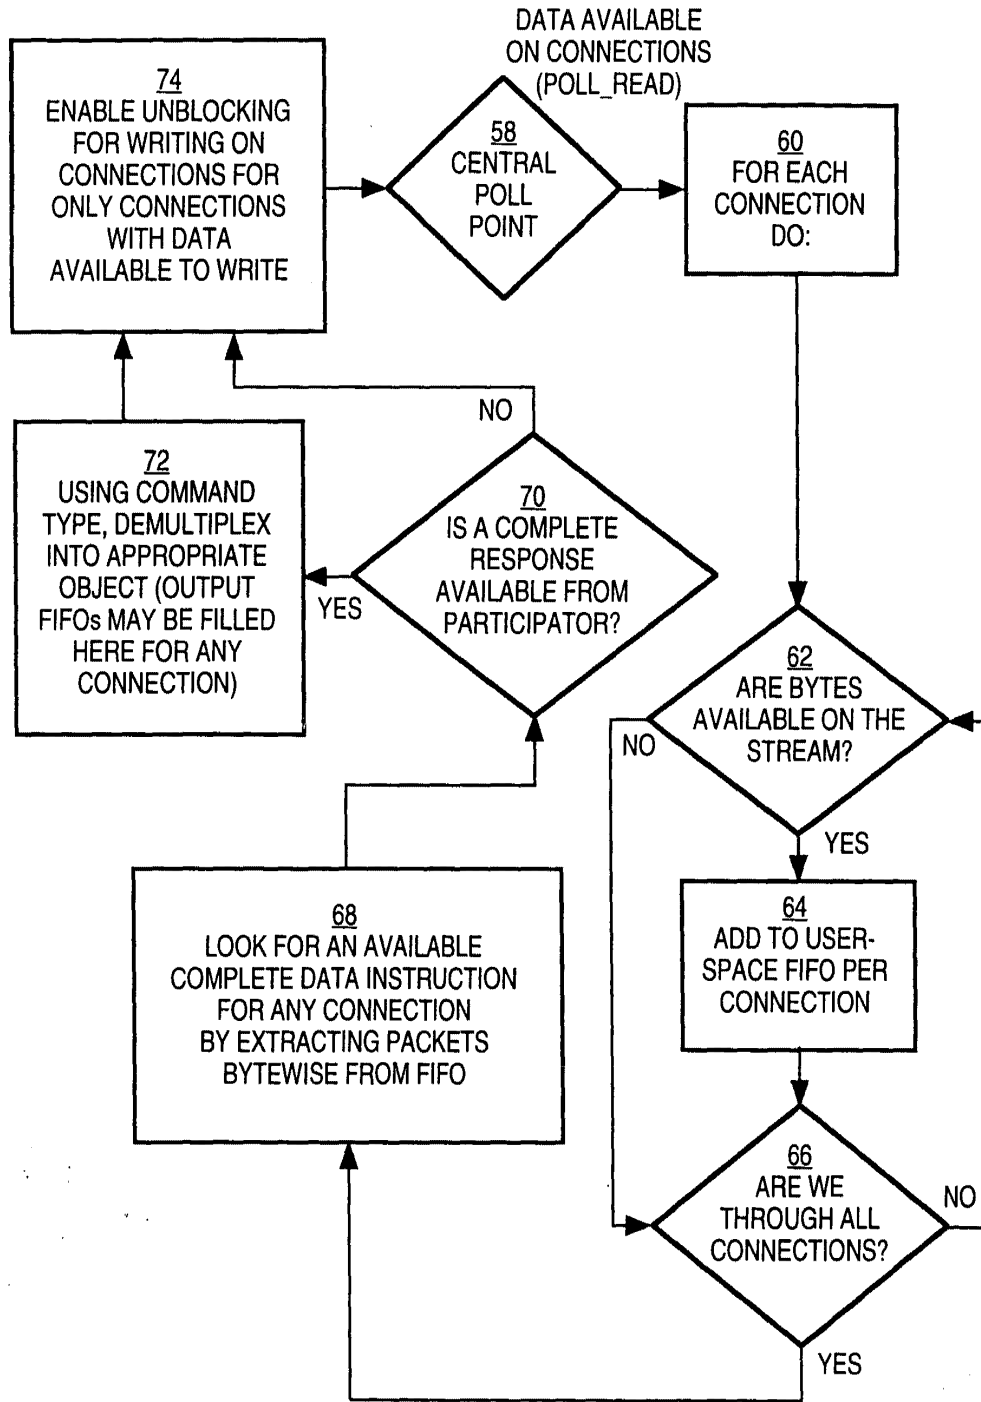 DATA AVAILABLE
ON CONNECTIONS
(POLL_READ)
74
ENABLE UNBLOCKING
FOR WRITING ON
CONNECTIONS FOR
ONLY CONNECTIONS
WITH DATA
AVAILABLE TO WRITE
58
CENTRAL
POLL
POINT
60
FOR EACH
CONNECTION
DO:
NO
72
USING COMMAND
TYPE, DEMULTIPLEX
INTO APPROPRIATE
OBJECT (OUTPUT
FIFOs MAY BE FILLED
HERE FOR ANY
CONNECTION)
YES
70
IS A COMPLETE
RESPONSE
AVAILABLE FROM
PARTICIPATOR?
62
ARE BYTES
AVAILABLE ON THE
STREAM?
NO
YES
64
ADD TO USER-
SPACE FIFO PER
CONNECTION
68
LOOK FOR AN AVAILABLE
COMPLETE DATA INSTRUCTION
FOR ANY CONNECTION
BY EXTRACTING PACKETS
BYTEWISE FROM FIFO
66
ARE WE
THROUGH ALL
CONNECTIONS?
NO
YES